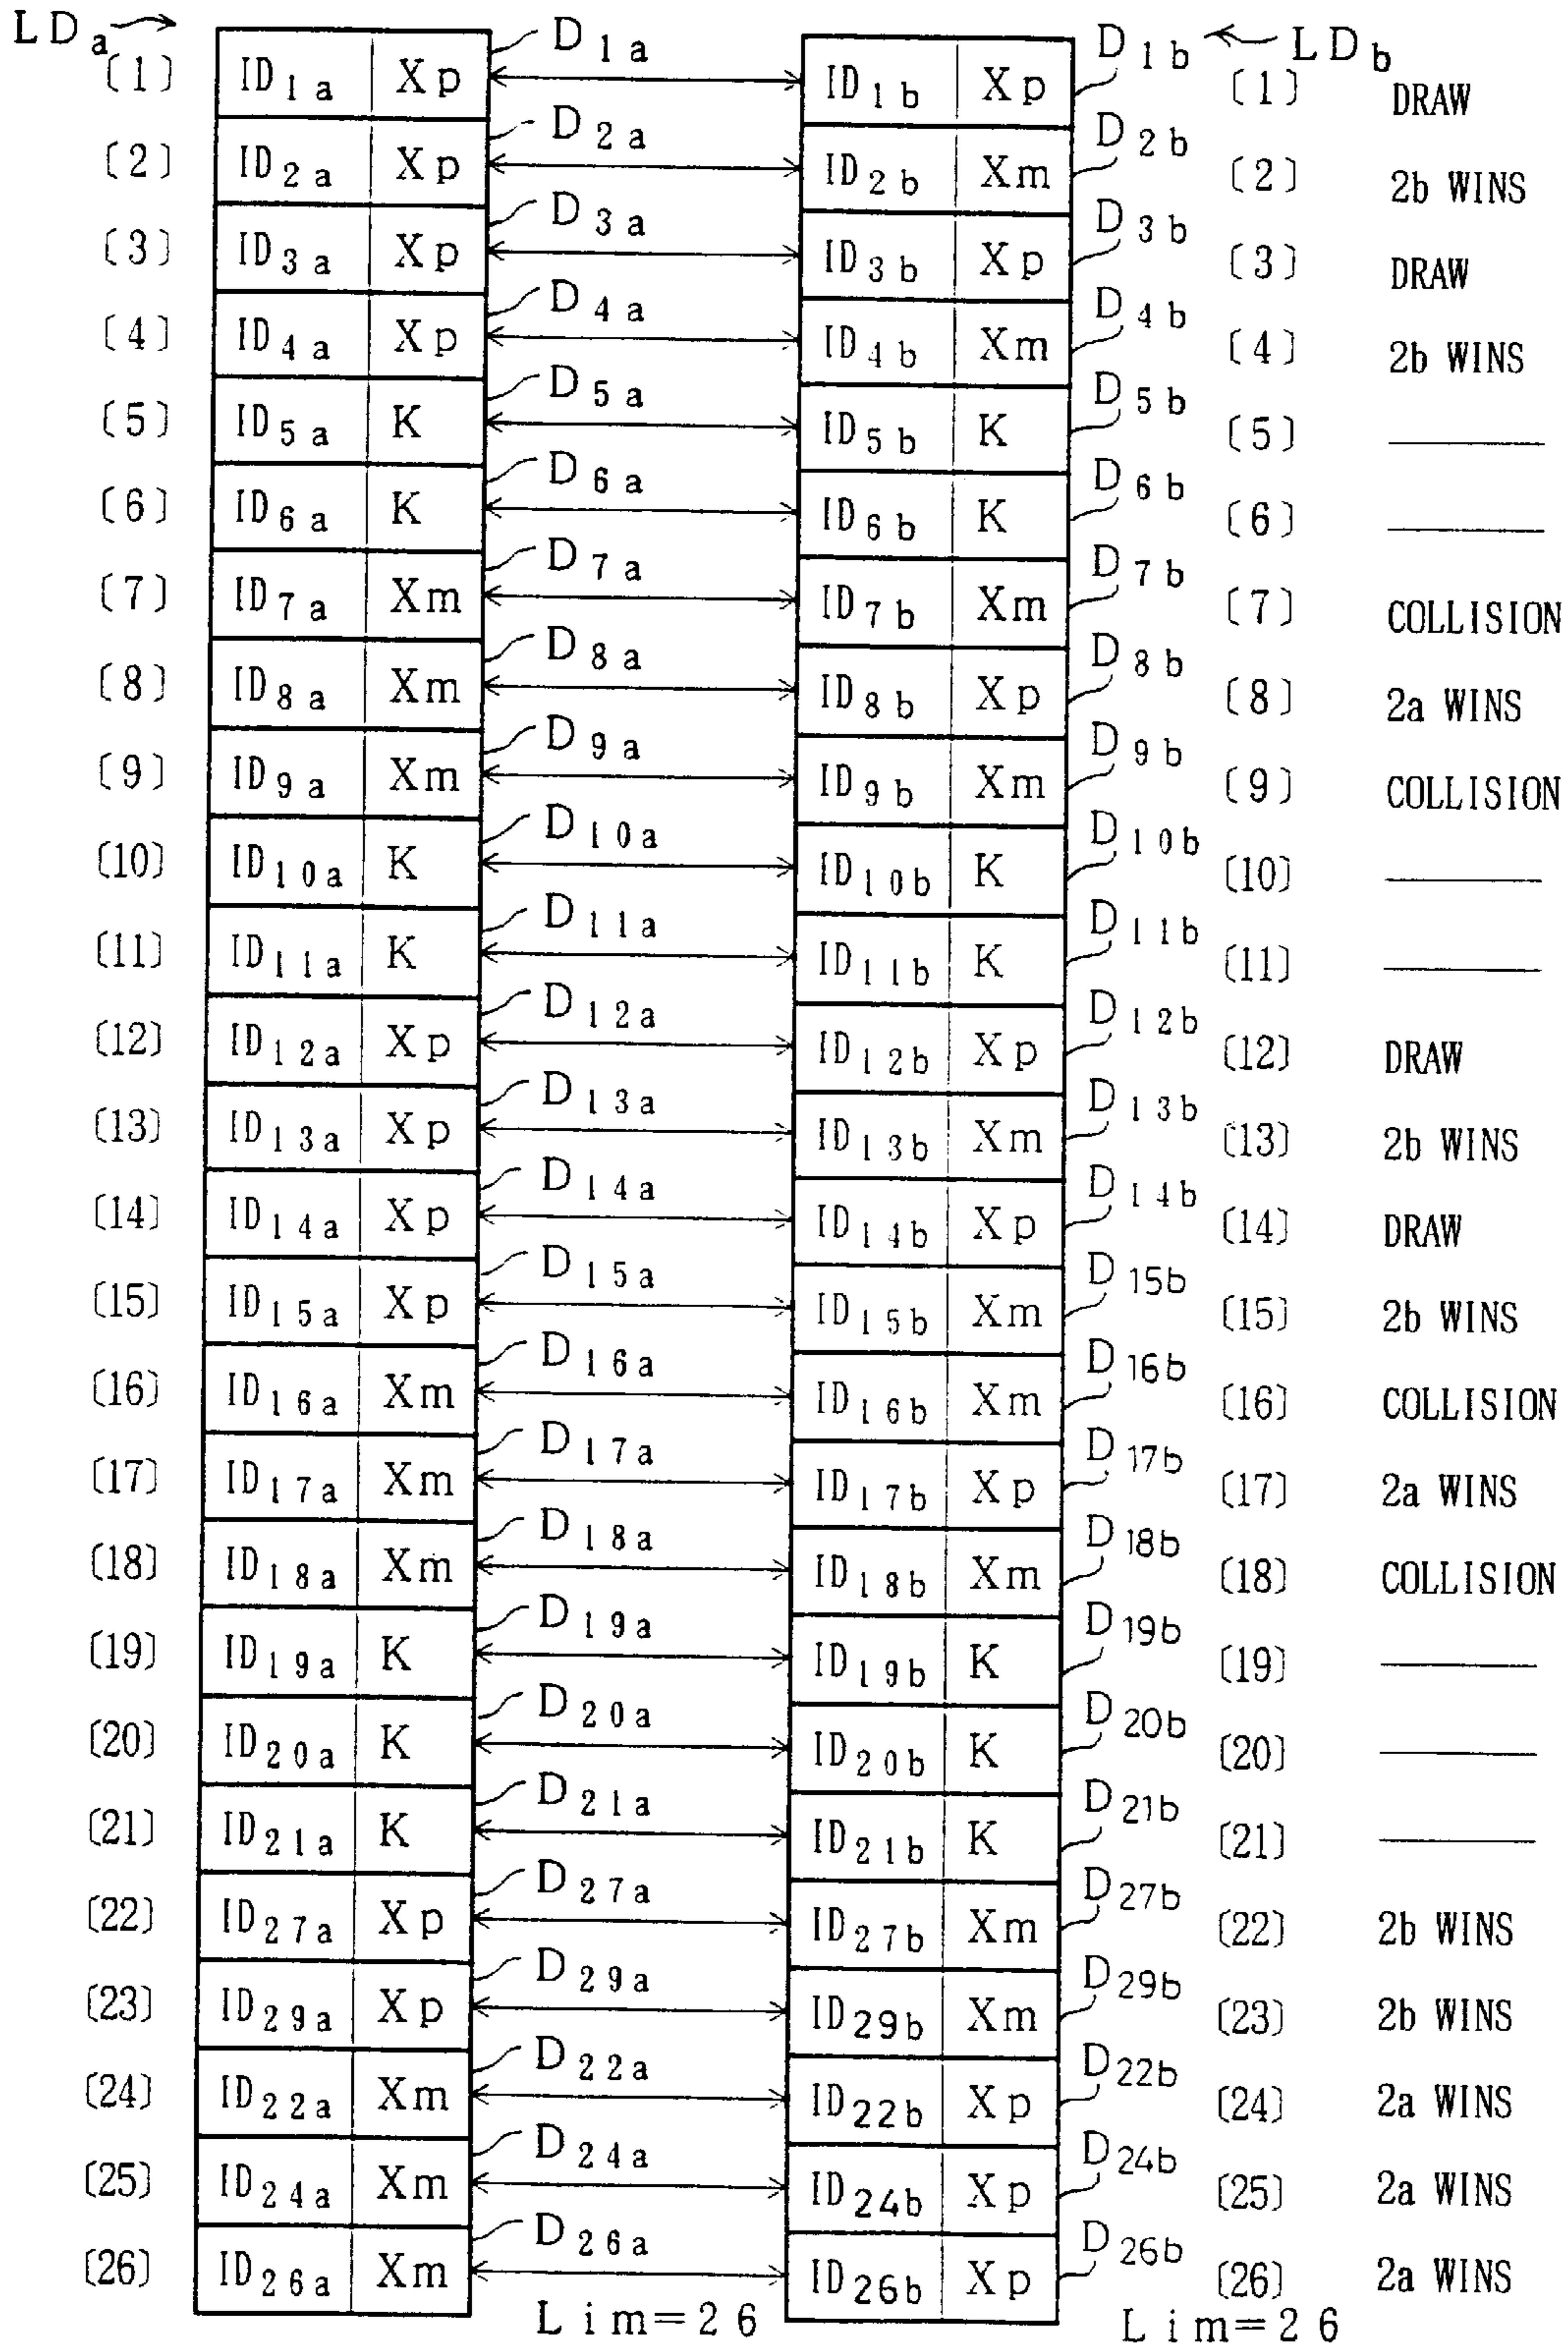 LDa D1a D1b LDb
(1) ID1a Xp ID1b Xp (1) DRAW
D2a D2b
(2) ID2a Xp ID2b Xm (2) 2b WINS
D3a D3b
(3) ID3a Xp ID3b Xp (3) DRAW
D4a D4b
(4) ID4a Xp ID4b Xm (4) 2b WINS
D5a D5b
(5) ID5a K ID5b K (5)
D6a D6b
(6) ID6a K ID6b K (6)
D7a D7b
(7) ID7a Xm ID7b Xm (7) COLLISION
D8a D8b
(8) ID8a Xm ID8b Xp (8) 2a WINS
D9a D9b
(9) ID9a Xm ID9b Xm (9) COLLISION
D10a D10b
(10) ID10a K ID10b K (10)
D11a D11b
(11) ID11a K ID11b K (11)
D12a D12b
(12) ID12a Xp ID12b Xp (12) DRAW
D13a D13b
(13) ID13a Xp ID13b Xm (13) 2b WINS
D14a D14b
(14) ID14a Xp ID14b Xp (14) DRAW
D15a D15b
(15) ID15a Xp ID15b Xm (15) 2b WINS
D16a D16b
(16) ID16a Xm ID16b Xm (16) COLLISION
D17a D17b
(17) ID17a Xm ID17b Xp (17) 2a WINS
D18a D18b
(18) ID18a Xm ID18b Xm (18) COLLISION
D19a D19b
(19) ID19a K ID19b K (19)
D20a D20b
(20) ID20a K ID20b K (20)
D21a D21b
(21) ID21a K ID21b K (21)
D27a D27b
(22) ID27a Xp ID27b Xm (22) 2b WINS
D29a D29b
(23) ID29a Xp ID29b Xm (23) 2b WINS
D22a D22b
(24) ID22a Xm ID22b Xp (24) 2a WINS
D24a D24b
(25) ID24a Xm ID24b Xp (25) 2a WINS
D26a D26b
(26) ID26a Xm ID26b Xp (26) 2a WINS
Lim=26 Lim=26